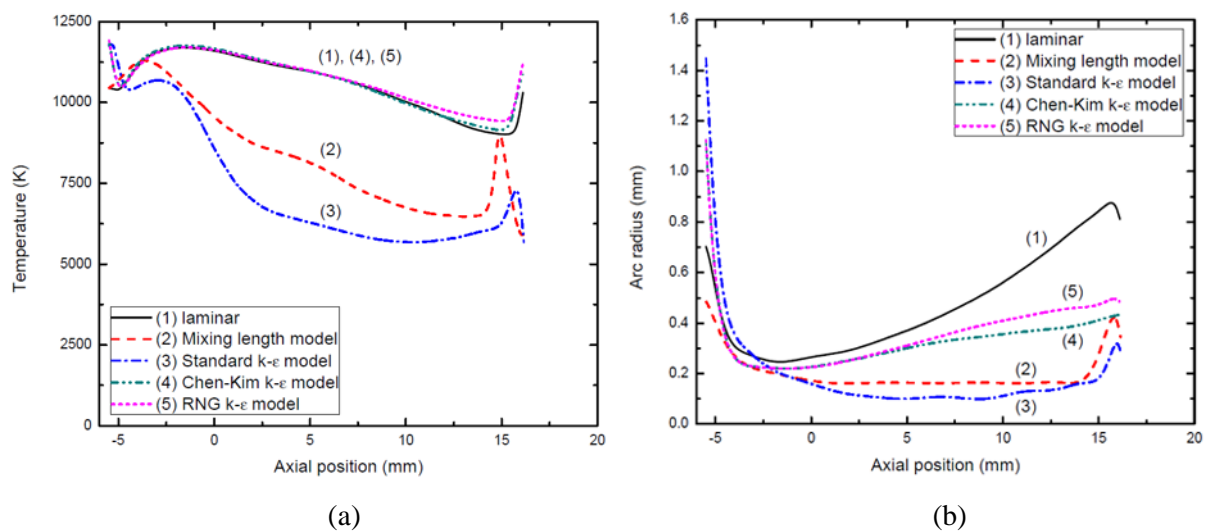 12500
10000
7500
5000
2500
0
-5
0
5
10
15
20
Temperature (K)
Axial position (mm)
(1), (4), (5)
(2)
(3)
(1) laminar
(2) Mixing length model
(3) Standard k-ε model
(4) Chen-Kim k-ε model
(5) RNG k-ε model
(a)
1.6
1.4
1.2
1.0
0.8
0.6
0.4
0.2
0.0
-5
0
5
10
15
20
Arc radius (mm)
Axial position (mm)
(1) laminar
(2) Mixing length model
(3) Standard k-ε model
(4) Chen-Kim k-ε model
(5) RNG k-ε model
(1)
(5)
(4)
(2)
(3)
(b)